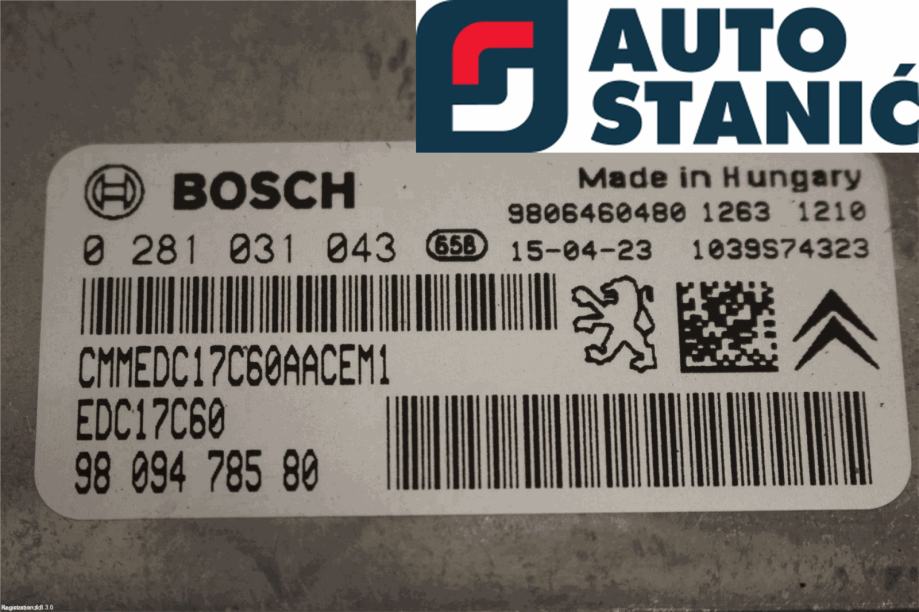 AUTO
STANIĆ
BOSCH
Made in Hungary
9806460480 1263 1210
0 281 031 043 658 15-04-23 1039S74323
CMMEDC17C60AACEM1
EDC17C60
98 094 785 80